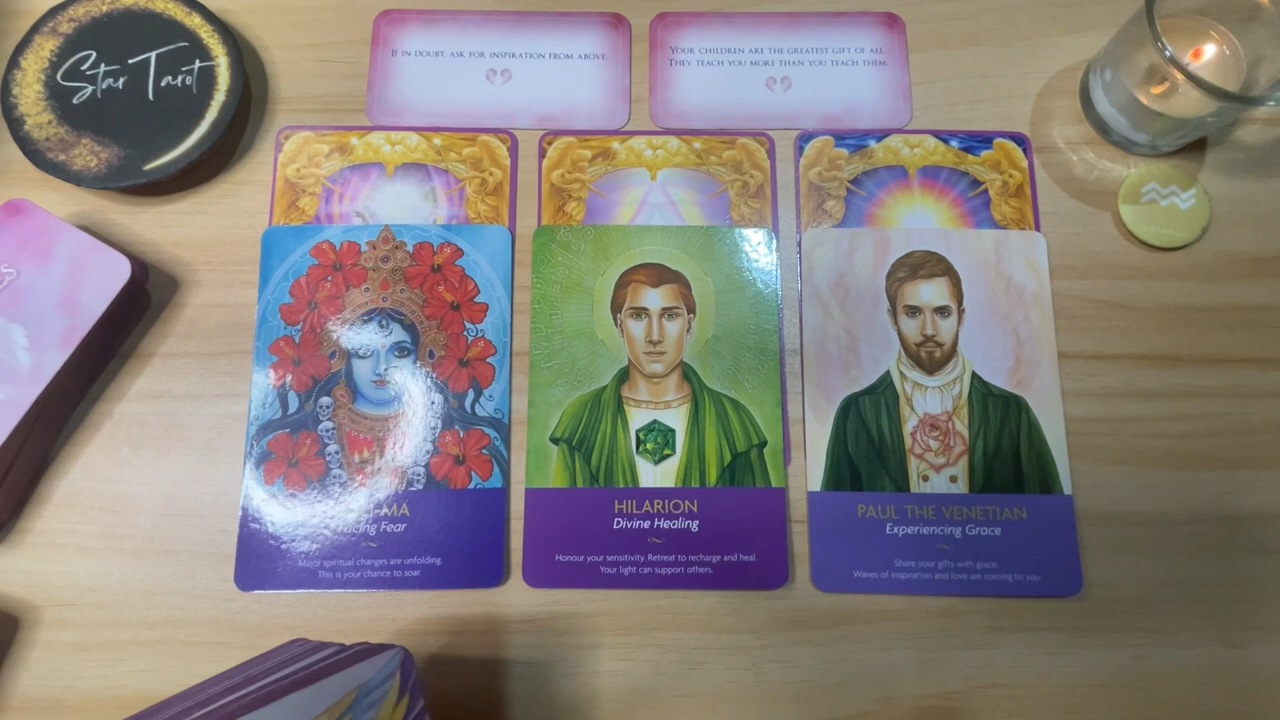 Star Tarot
If in doubt, ask for inspiration from above.
Your children are the greatest gift of all.
They teach you more than you teach them.
-MA
Facing Fear
Major spiritual changes are unfolding.
This is your chance to soar.
HILARION
Divine Healing
Honour your sensitivity. Retreat to recharge and heal.
Your light can support others.
PAUL THE VENETIAN
Experiencing Grace
Share your gifts with grace.
Waves of inspiration and love are coming to you.